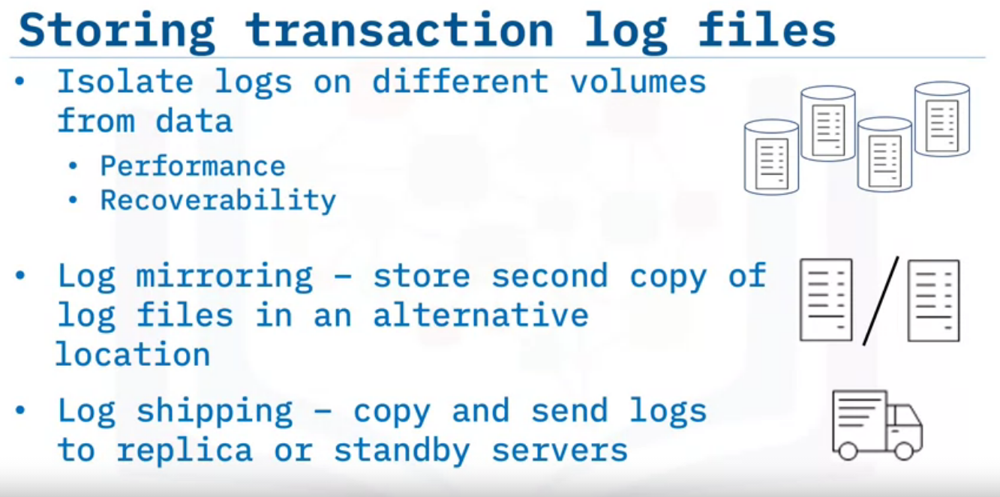 Storing transaction log files
• Isolate logs on different volumes
from data
• Performance
• Recoverability
• Log mirroring – store second copy of
log files in an alternative
location
• Log shipping – copy and send logs
to replica or standby servers